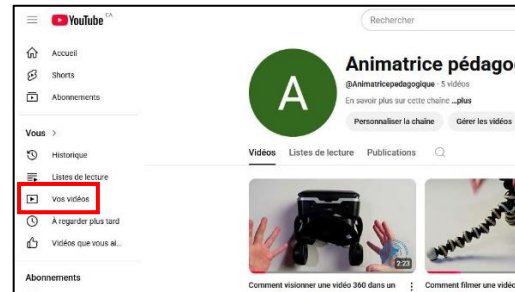 YouTube CA
Rechercher
Accueil
Shorts
Abonnements
Vous >
Historique
Listes de lecture
Vos vidéos
À regarder plus tard
Vidéos que vous ai...
Abonnements
A
Animatrice pédago
@Animatricepedagogique · 5 vidéos
En savoir plus sur cette chaîne ...plus
Personnaliser la chaîne
Gérer les vidéos
Vidéos
Listes de lecture
Publications
2:23
Comment visionner une vidéo 360 dans un
Comment filmer une vidéo